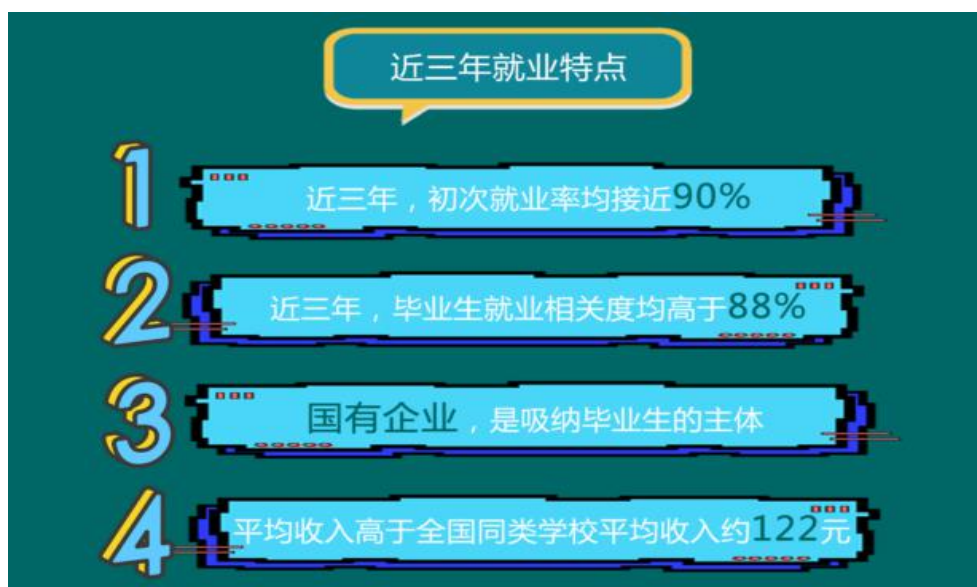 近三年就业特点
1
近三年，初次就业率均接近90%
2
近三年，毕业生就业相关度均高于88%
3
国有企业，是吸纳毕业生的主体
4
平均收入高于全国同类学校平均收入约122元